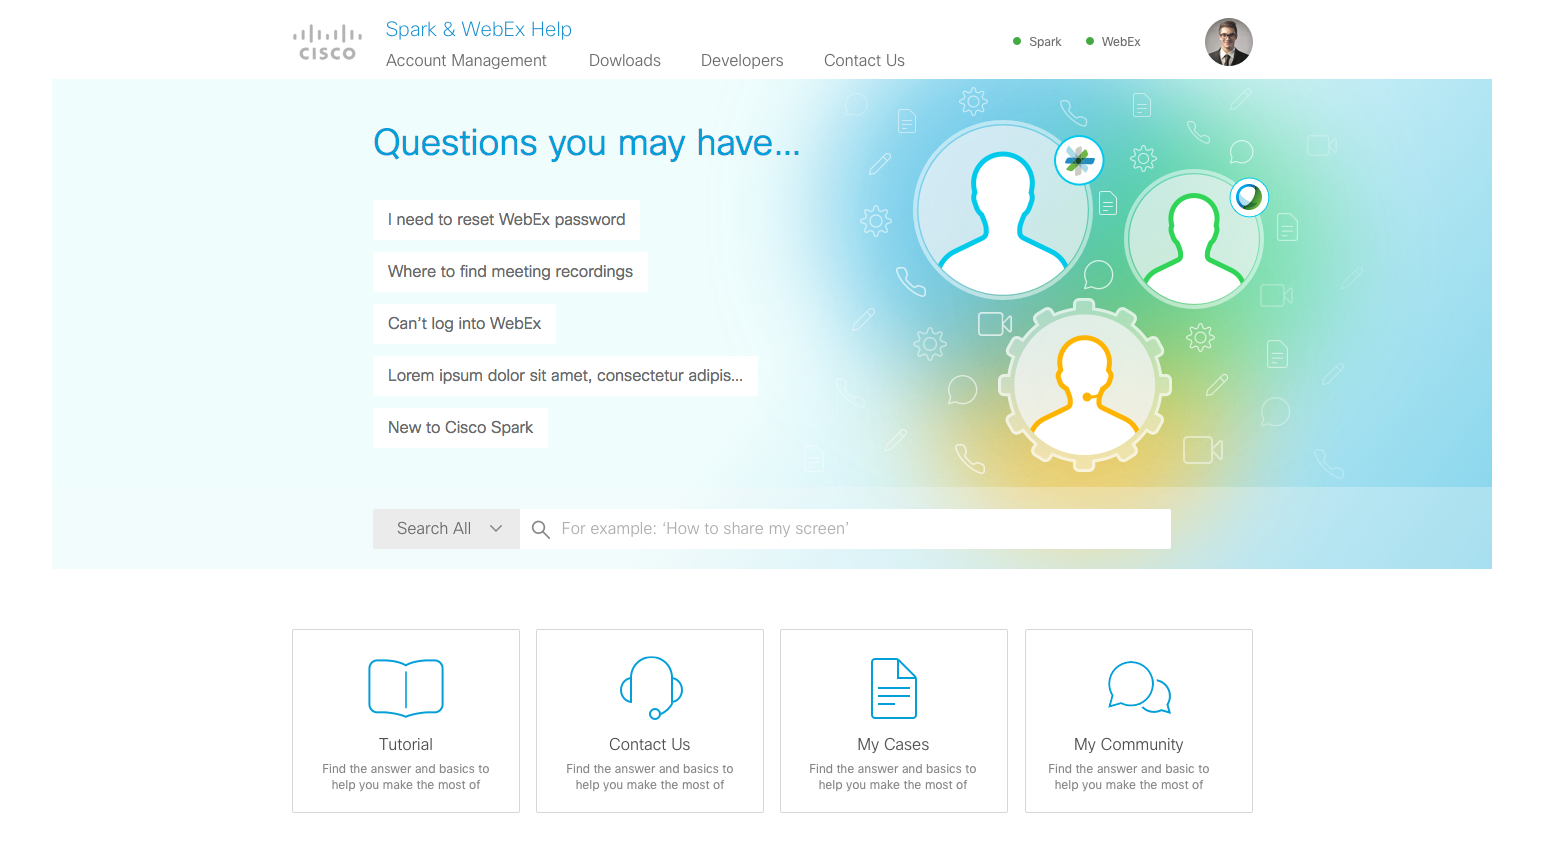 CISCO
Spark & WebEx Help
Account Management
Dowloads
Developers
Contact Us
Spark
WebEx
Questions you may have...
I need to reset WebEx password
Where to find meeting recordings
Can’t log into WebEx
Lorem ipsum dolor sit amet, consectetur adipis...
New to Cisco Spark
Search All
For example: ‘How to share my screen’
Tutorial
Find the answer and basics to
help you make the most of
Contact Us
Find the answer and basics to
help you make the most of
My Cases
Find the answer and basics to
help you make the most of
My Community
Find the answer and basic to
help you make the most of